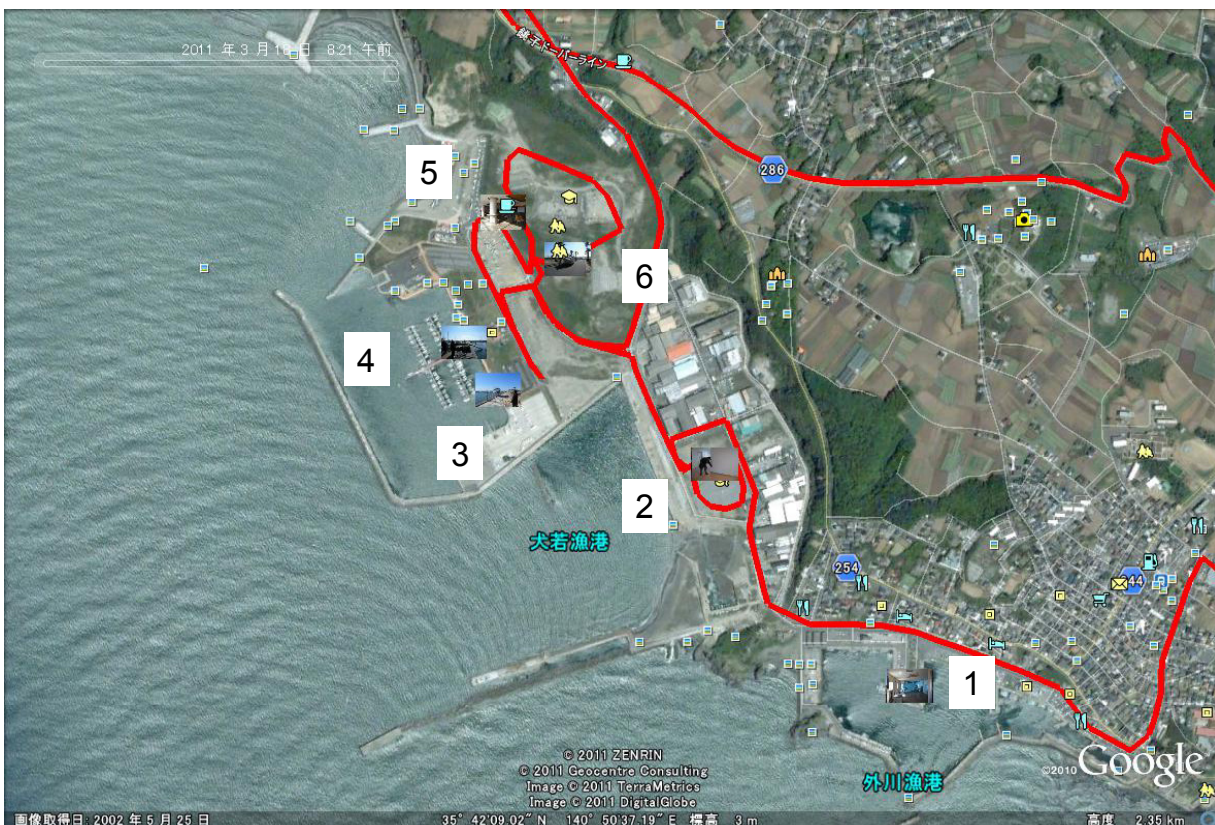 2011 年 3 月 18 日 8:21 午前
銚子ドーバーライン
286
5
6
4
3
2
犬若漁港
254
44
1
外川漁港
© 2011 ZENRIN
© 2011 Geocentre Consulting
Image © 2011 TerraMetrics
Image © 2011 DigitalGlobe
©2010 Google
画像取得日: 2002 年 5 月 25 日
35° 42'09.02" N 140° 50'37.19" E 標高 3 m
高度 2.35 km